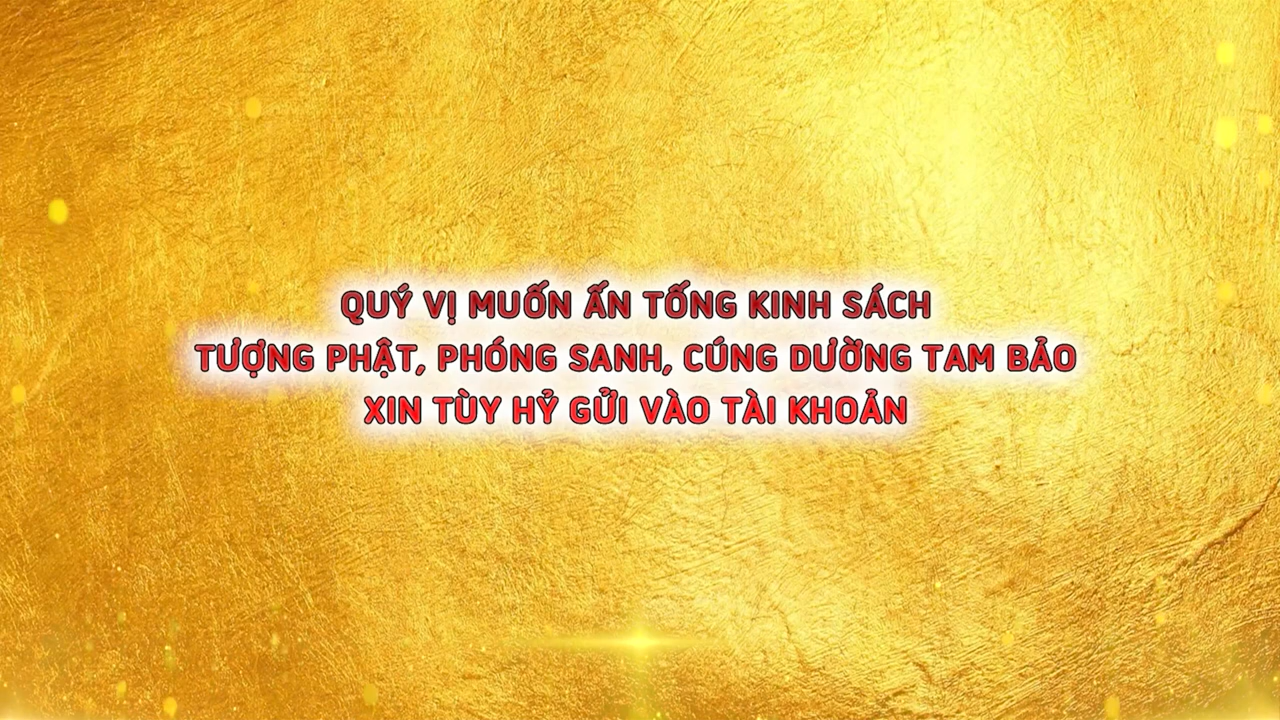 QUÝ VỊ MUỐN ẤN TỐNG KINH SÁCH
TƯỢNG PHẬT, PHÓNG SANH, CÚNG DƯỜNG TAM BẢO
XIN TÙY HỶ GỬI VÀO TÀI KHOẢN